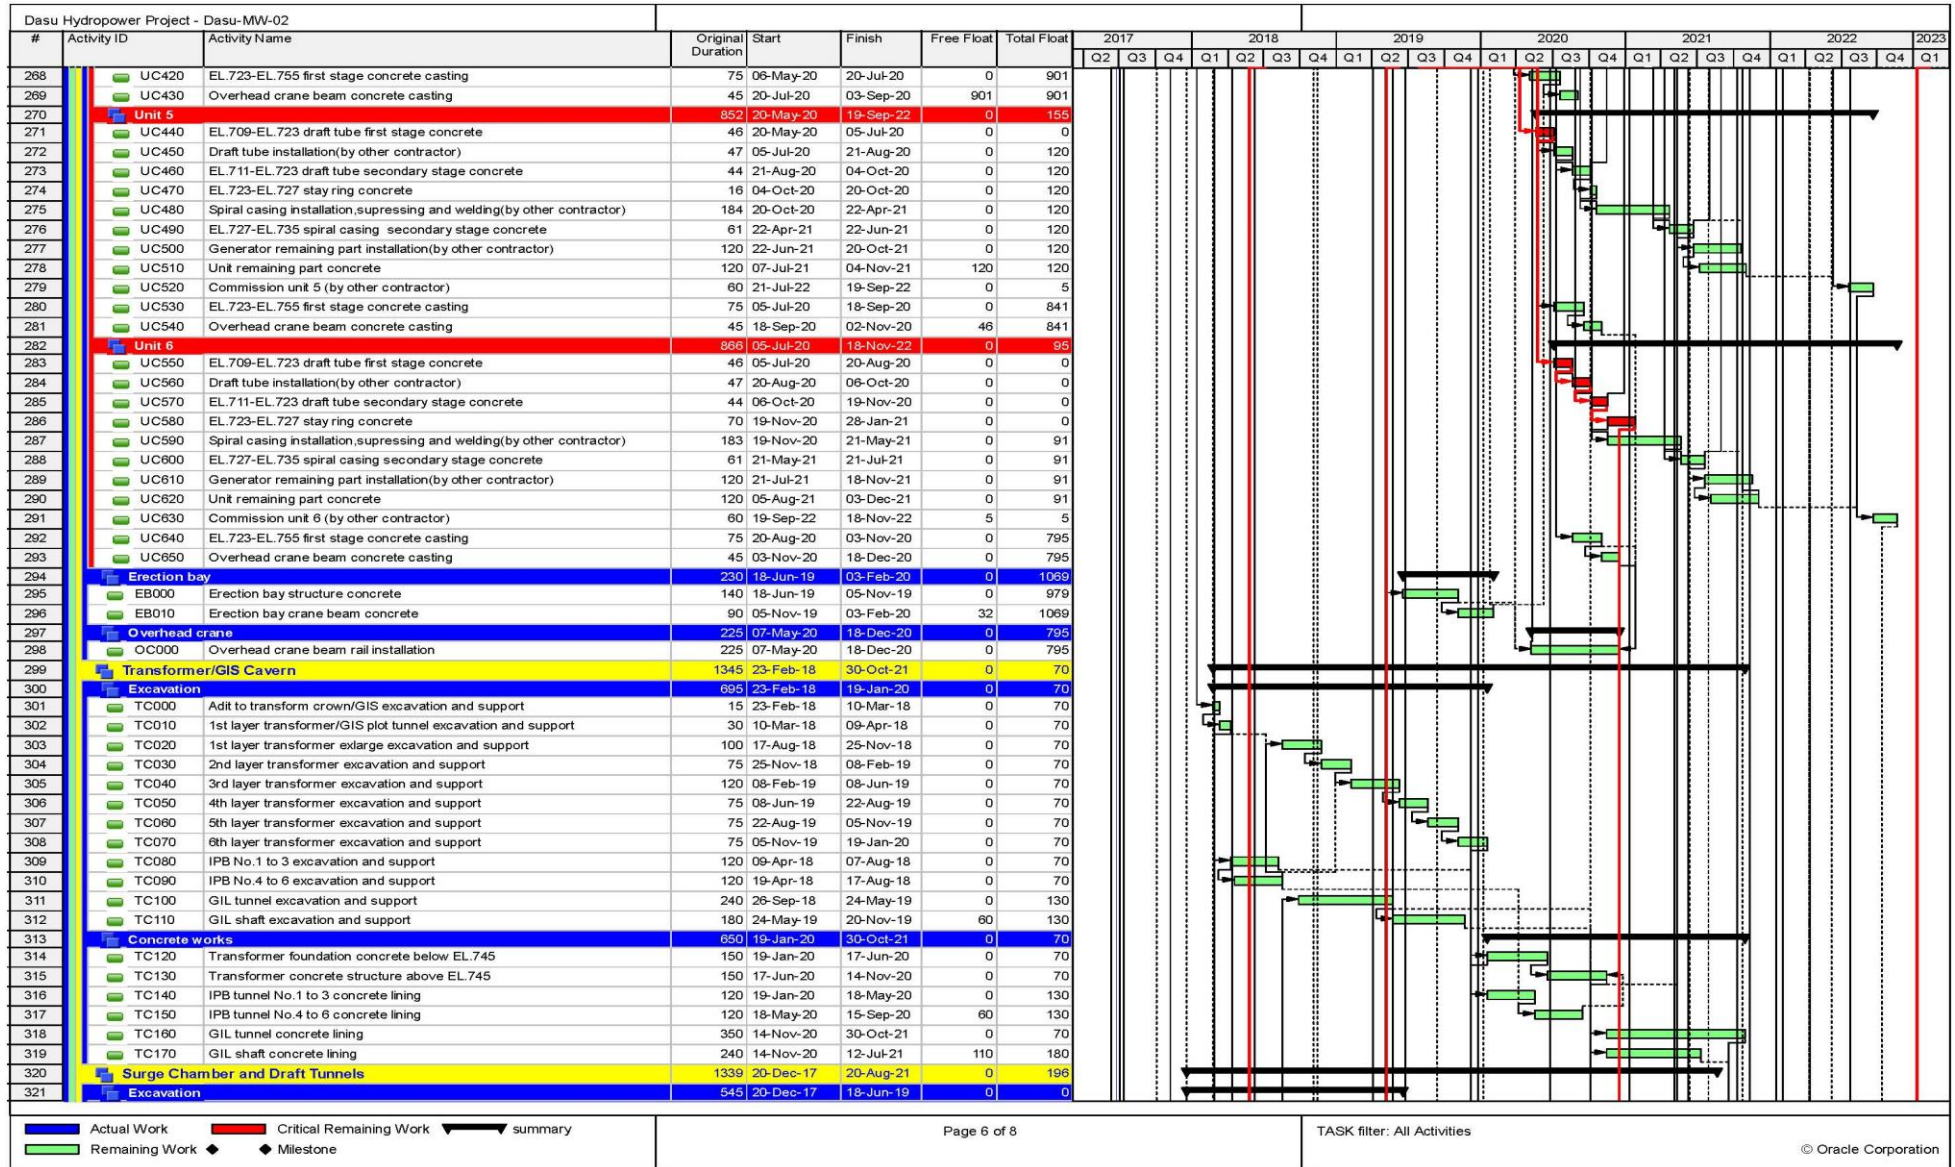 Dasu Hydropower Project - Dasu-MW-02
# Activity ID Activity Name Original Duration Start Finish Free Float Total Float 2017 2018 2019 2020 2021 2022 2023
Q2 Q3 Q4 Q1 Q2 Q3 Q4 Q1 Q2 Q3 Q4 Q1 Q2 Q3 Q4 Q1 Q2 Q3 Q4 Q1 Q2 Q3 Q4 Q1
268 UC420 EL.723-EL.755 first stage concrete casting 75 06-May-20 20-Jul-20 0 901
269 UC430 Overhead crane beam concrete casting 45 20-Jul-20 03-Sep-20 901 901
270 Unit 5 852 20-May-20 19-Sep-22 0 155
271 UC440 EL.709-EL.723 draft tube first stage concrete 46 20-May-20 05-Jul-20 0 0
272 UC450 Draft tube installation(by other contractor) 47 05-Jul-20 21-Aug-20 0 120
273 UC460 EL.711-EL.723 draft tube secondary stage concrete 44 21-Aug-20 04-Oct-20 0 120
274 UC470 EL.723-EL.727 stay ring concrete 16 04-Oct-20 20-Oct-20 0 120
275 UC480 Spiral casing installation,supressing and welding(by other contractor) 184 20-Oct-20 22-Apr-21 0 120
276 UC490 EL.727-EL.735 spiral casing secondary stage concrete 61 22-Apr-21 22-Jun-21 0 120
277 UC500 Generator remaining part installation(by other contractor) 120 22-Jun-21 20-Oct-21 0 120
278 UC510 Unit remaining part concrete 120 07-Jul-21 04-Nov-21 120 120
279 UC520 Commission unit 5 (by other contractor) 60 21-Jul-22 19-Sep-22 0 5
280 UC530 EL.723-EL.755 first stage concrete casting 75 05-Jul-20 18-Sep-20 0 841
281 UC540 Overhead crane beam concrete casting 45 18-Sep-20 02-Nov-20 46 841
282 Unit 6 866 05-Jul-20 18-Nov-22 0 95
283 UC550 EL.709-EL.723 draft tube first stage concrete 46 05-Jul-20 20-Aug-20 0 0
284 UC560 Draft tube installation(by other contractor) 47 20-Aug-20 06-Oct-20 0 0
285 UC570 EL.711-EL.723 draft tube secondary stage concrete 44 06-Oct-20 19-Nov-20 0 0
286 UC580 EL.723-EL.727 stay ring concrete 70 19-Nov-20 28-Jan-21 0 0
287 UC590 Spiral casing installation,supressing and welding(by other contractor) 183 19-Nov-20 21-May-21 0 91
288 UC600 EL.727-EL.735 spiral casing secondary stage concrete 61 21-May-21 21-Jul-21 0 91
289 UC610 Generator remaining part installation(by other contractor) 120 21-Jul-21 18-Nov-21 0 91
290 UC620 Unit remaining part concrete 120 05-Aug-21 03-Dec-21 0 91
291 UC630 Commission unit 6 (by other contractor) 60 19-Sep-22 18-Nov-22 5 5
292 UC640 EL.723-EL.755 first stage concrete casting 75 20-Aug-20 03-Nov-20 0 795
293 UC650 Overhead crane beam concrete casting 45 03-Nov-20 18-Dec-20 0 795
294 Erection bay 230 18-Jun-19 03-Feb-20 0 1069
295 EB000 Erection bay structure concrete 140 18-Jun-19 05-Nov-19 0 979
296 EB010 Erection bay crane beam concrete 90 05-Nov-19 03-Feb-20 32 1069
297 Overhead crane 225 07-May-20 18-Dec-20 0 795
298 OC000 Overhead crane beam rail installation 225 07-May-20 18-Dec-20 0 795
299 Transformer/GIS Cavern 1345 23-Feb-18 30-Oct-21 0 70
300 Excavation 695 23-Feb-18 19-Jan-20 0 70
301 TC000 Adit to transform crown/GIS excavation and support 15 23-Feb-18 10-Mar-18 0 70
302 TC010 1st layer transformer/GIS plot tunnel excavation and support 30 10-Mar-18 09-Apr-18 0 70
303 TC020 1st layer transformer exlarge excavation and support 100 17-Aug-18 25-Nov-18 0 70
304 TC030 2nd layer transformer excavation and support 75 25-Nov-18 08-Feb-19 0 70
305 TC040 3rd layer transformer excavation and support 120 08-Feb-19 08-Jun-19 0 70
306 TC050 4th layer transformer excavation and support 75 08-Jun-19 22-Aug-19 0 70
307 TC060 5th layer transformer excavation and support 75 22-Aug-19 05-Nov-19 0 70
308 TC070 6th layer transformer excavation and support 75 05-Nov-19 19-Jan-20 0 70
309 TC080 IPB No.1 to 3 excavation and support 120 09-Apr-18 07-Aug-18 0 70
310 TC090 IPB No.4 to 6 excavation and support 120 19-Apr-18 17-Aug-18 0 70
311 TC100 GIL tunnel excavation and support 240 26-Sep-18 24-May-19 0 130
312 TC110 GIL shaft excavation and support 180 24-May-19 20-Nov-19 60 130
313 Concrete works 650 19-Jan-20 30-Oct-21 0 70
314 TC120 Transformer foundation concrete below EL.745 150 19-Jan-20 17-Jun-20 0 70
315 TC130 Transformer concrete structure above EL.745 150 17-Jun-20 14-Nov-20 0 70
316 TC140 IPB tunnel No.1 to 3 concrete lining 120 19-Jan-20 18-May-20 0 130
317 TC150 IPB tunnel No.4 to 6 concrete lining 120 18-May-20 15-Sep-20 60 130
318 TC160 GIL tunnel concrete lining 350 14-Nov-20 30-Oct-21 0 70
319 TC170 GIL shaft concrete lining 240 14-Nov-20 12-Jul-21 110 180
320 Surge Chamber and Draft Tunnels 1339 20-Dec-17 20-Aug-21 0 196
321 Excavation 545 20-Dec-17 18-Jun-19 0 0
Actual Work Critical Remaining Work summary Page 6 of 8 TASK filter: All Activities
Remaining Work Milestone © Oracle Corporation